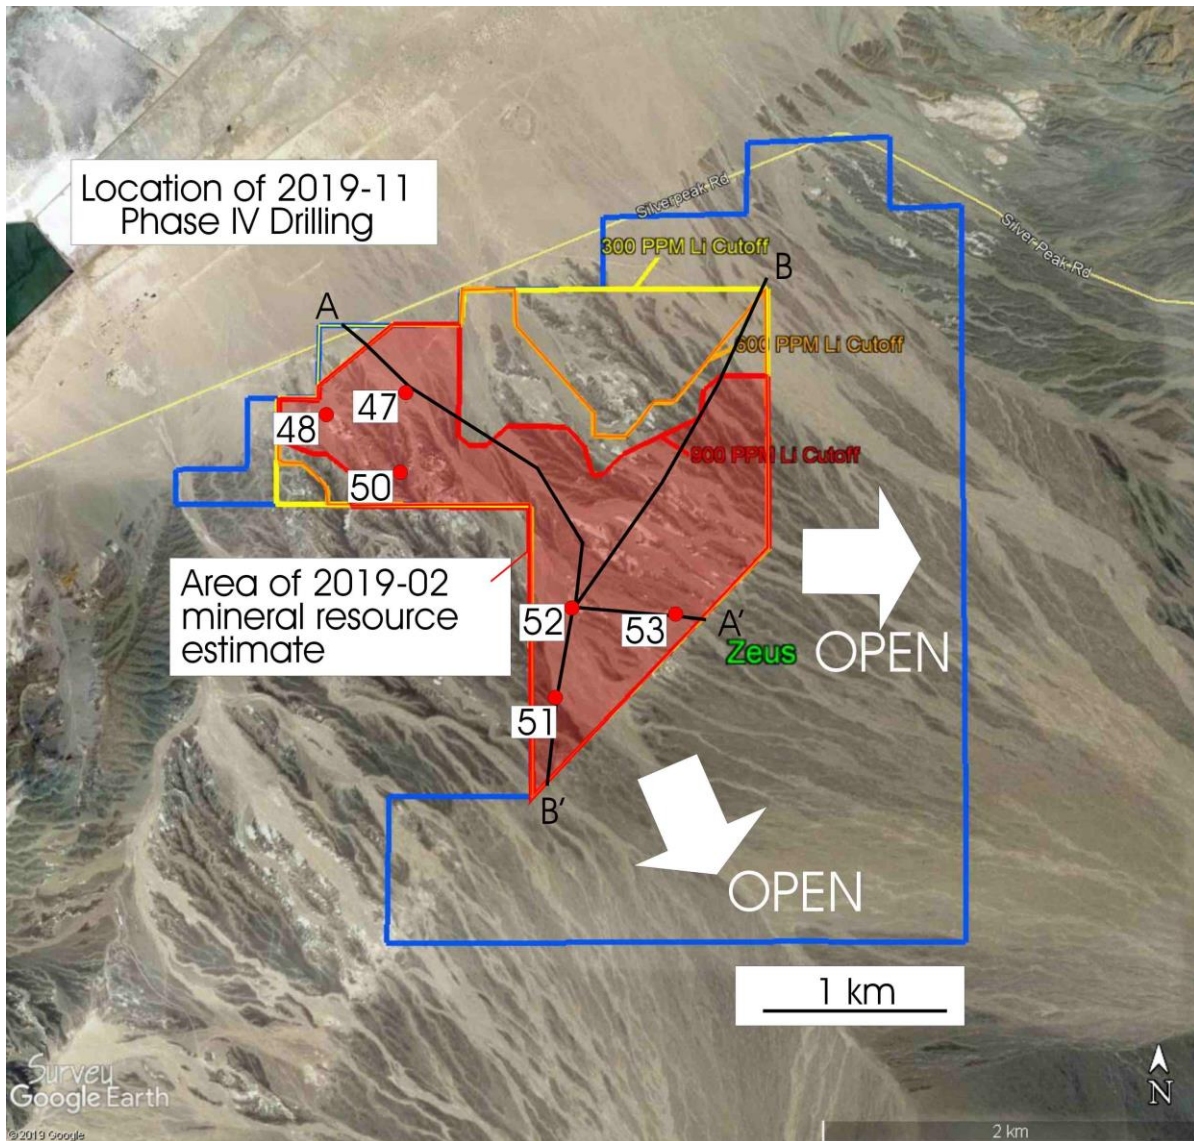 Location of 2019-11
Phase IV Drilling
Silverpeak Rd
Silver Peak Rd
300 PPM Li Cutoff
B
A
600 PPM Li Cutoff
47
48
900 PPM Li Cutoff
50
Area of 2019-02
mineral resource
estimate
52
53
A'
Zeus
OPEN
51
B'
OPEN
1 km
Survey
Google Earth
N
©2019 Google
2 km